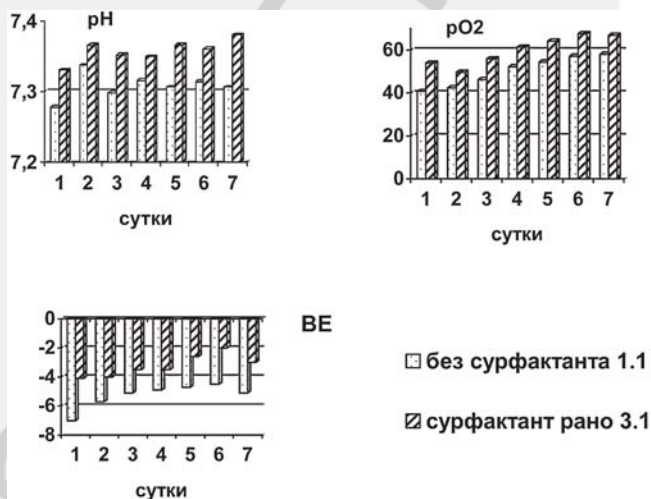 pH
7,4
7,3
7,2
1 2 3 4 5 6 7
сутки
pO2
60
40
20
0
1 2 3 4 5 6 7
сутки
BE
0
-2
-4
-6
-8
1 2 3 4 5 6 7
сутки
без сурфактанта 1.1
сурфактант рано 3.1